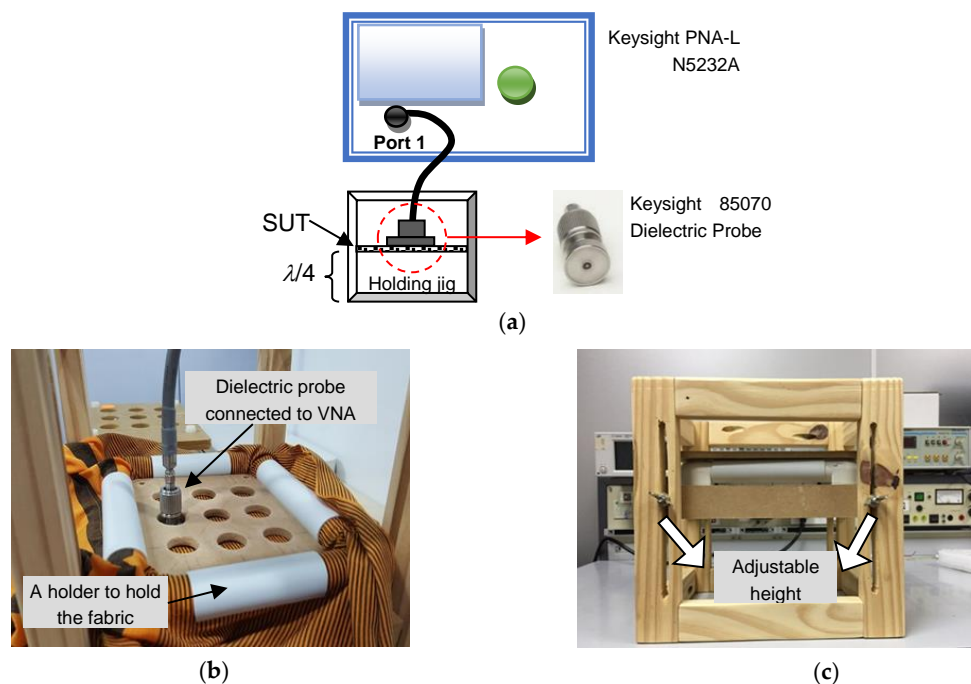 Keysight PNA-L
N5232A
Port 1
SUT
λ/4
Holding jig
Keysight 85070
Dielectric Probe
(a)
Dielectric probe
connected to VNA
A holder to hold
the fabric
Adjustable
height
(b)
(c)